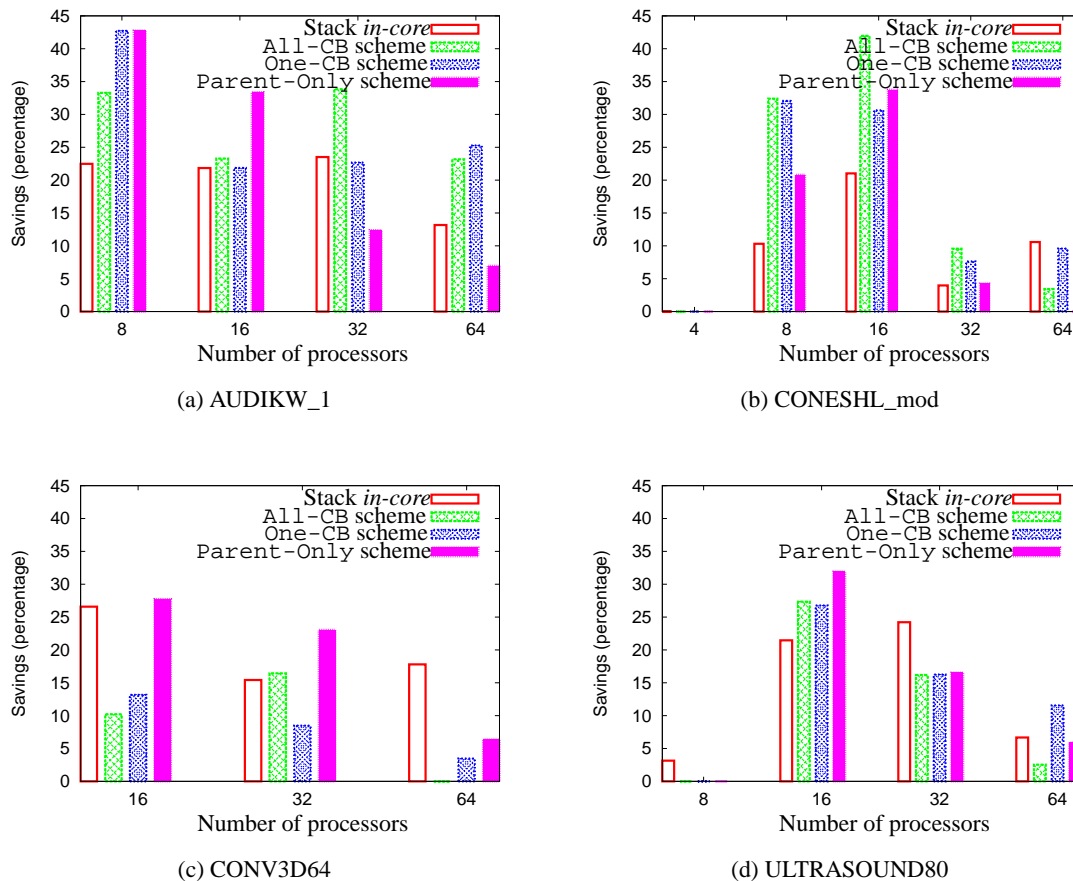 45
40
35
30
25
20
15
10
5
0
Savings (percentage)
Stack in-core
All-CB scheme
One-CB scheme
Parent-Only scheme
8 16 32 64
Number of processors
(a) AUDIKW_1
45
40
35
30
25
20
15
10
5
0
Savings (percentage)
Stack in-core
All-CB scheme
One-CB scheme
Parent-Only scheme
4 8 16 32 64
Number of processors
(b) CONESHL_mod
45
40
35
30
25
20
15
10
5
0
Savings (percentage)
Stack in-core
All-CB scheme
One-CB scheme
Parent-Only scheme
16 32 64
Number of processors
(c) CONV3D64
45
40
35
30
25
20
15
10
5
0
Savings (percentage)
Stack in-core
All-CB scheme
One-CB scheme
Parent-Only scheme
8 16 32 64
Number of processors
(d) ULTRASOUND80